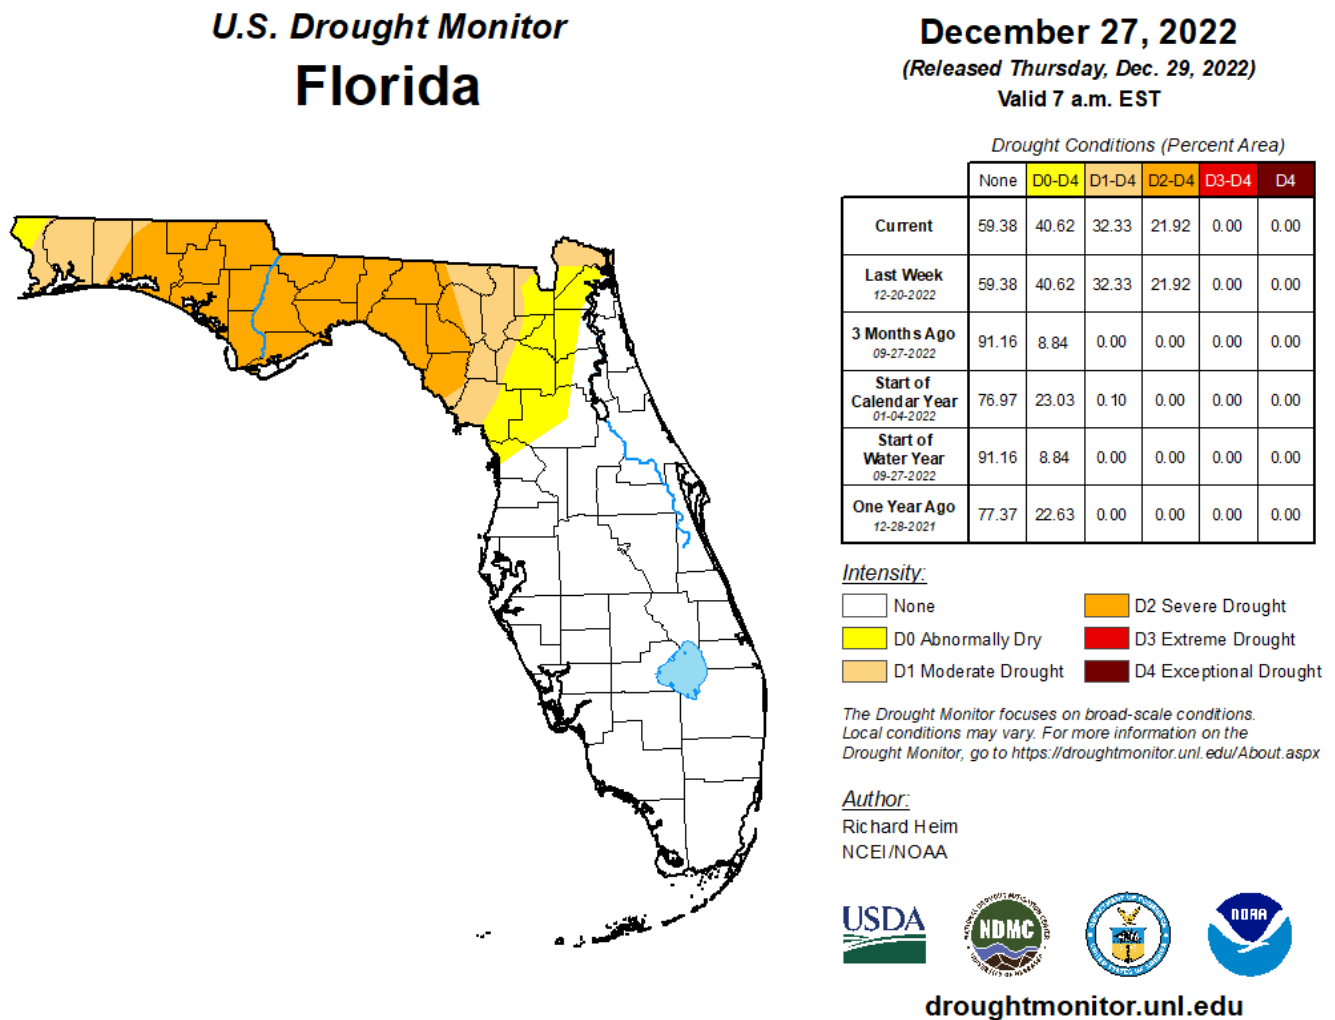 U.S. Drought Monitor
Florida
December 27, 2022
(Released Thursday, Dec. 29, 2022)
Valid 7 a.m. EST
Drought Conditions (Percent Area)
None D0-D4 D1-D4 D2-D4 D3-D4 D4
Current 59.38 40.62 32.33 21.92 0.00 0.00
Last Week
12-20-2022 59.38 40.62 32.33 21.92 0.00 0.00
3 Months Ago
09-27-2022 91.16 8.84 0.00 0.00 0.00 0.00
Start of
Calendar Year
01-04-2022 76.97 23.03 0.10 0.00 0.00 0.00
Start of
Water Year
09-27-2022 91.16 8.84 0.00 0.00 0.00 0.00
One Year Ago
12-28-2021 77.37 22.63 0.00 0.00 0.00 0.00
Intensity:
None
D0 Abnormally Dry
D1 Moderate Drought
D2 Severe Drought
D3 Extreme Drought
D4 Exceptional Drought
The Drought Monitor focuses on broad-scale conditions.
Local conditions may vary. For more information on the
Drought Monitor, go to https://droughtmonitor.unl.edu/About.aspx
Author:
Richard Heim
NCEI/NOAA
USDA
NDMC
NOAA
droughtmonitor.unl.edu